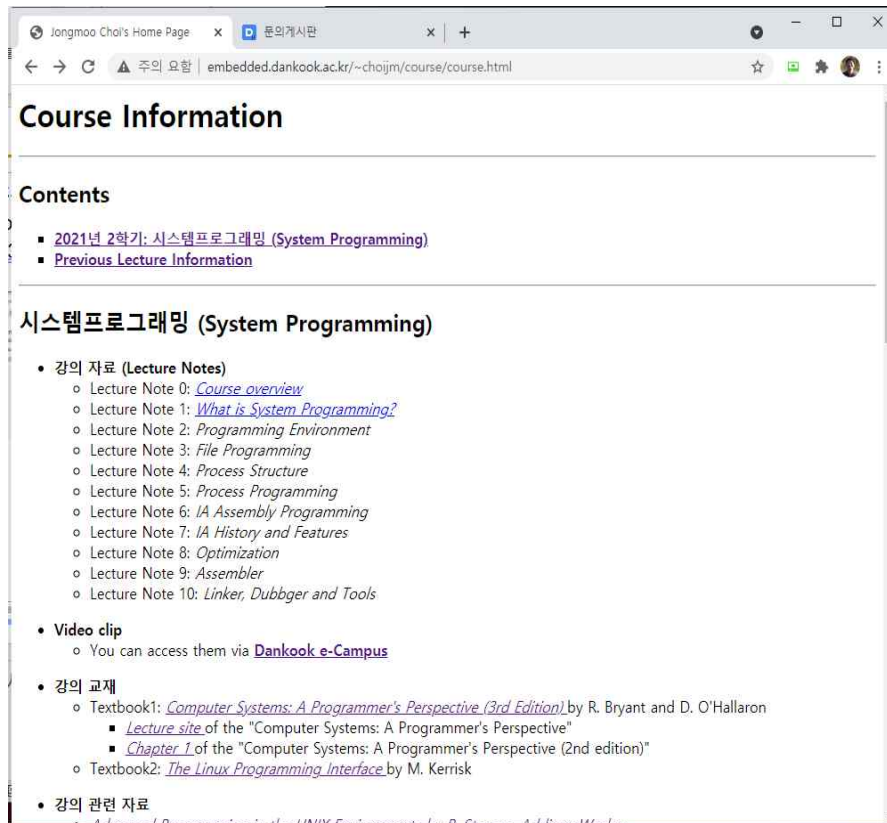 Jongmoo Choi's Home Page
문의게시판
주의 요함 | embedded.dankook.ac.kr/~choijm/course/course.html
Course Information
Contents
2021년 2학기: 시스템프로그래밍 (System Programming)
Previous Lecture Information
시스템프로그래밍 (System Programming)
강의 자료 (Lecture Notes)
Lecture Note 0: Course overview
Lecture Note 1: What is System Programming?
Lecture Note 2: Programming Environment
Lecture Note 3: File Programming
Lecture Note 4: Process Structure
Lecture Note 5: Process Programming
Lecture Note 6: IA Assembly Programming
Lecture Note 7: IA History and Features
Lecture Note 8: Optimization
Lecture Note 9: Assembler
Lecture Note 10: Linker, Dubbger and Tools
Video clip
You can access them via Dankook e-Campus
강의 교재
Textbook1: Computer Systems: A Programmer's Perspective (3rd Edition) by R. Bryant and D. O'Hallaron
Lecture site of the "Computer Systems: A Programmer's Perspective"
Chapter 1 of the "Computer Systems: A Programmer's Perspective (2nd edition)"
Textbook2: The Linux Programming Interface by M. Kerrisk
강의 관련 자료